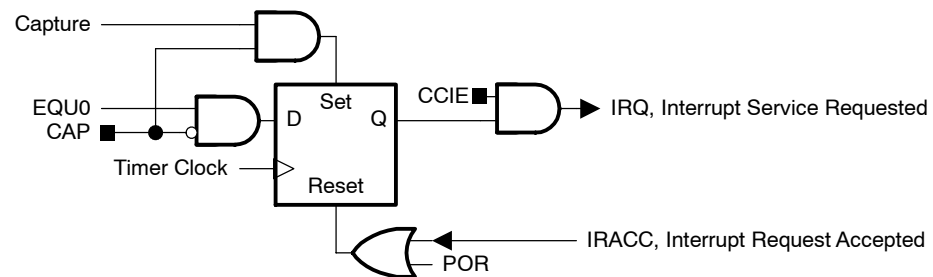 Capture
Set
EQU0
CAP
D
Q
CCIE
IRQ, Interrupt Service Requested
Timer Clock
Reset
IRACC, Interrupt Request Accepted
POR